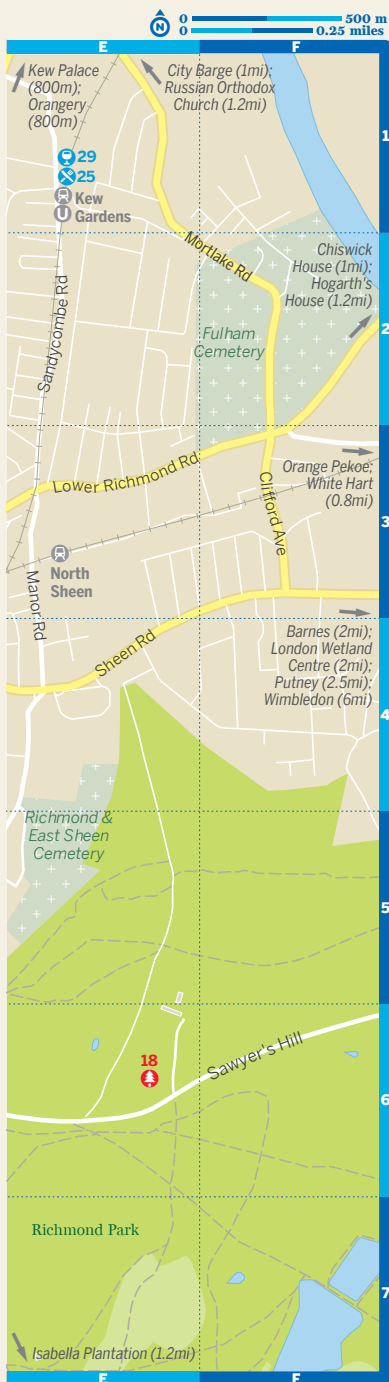 N
0 500 m
0 0.25 miles
E F
Kew Palace
(800m);
Orangery
(800m)
City Barge (1mi);
Russian Orthodox
Church (1.2mi)
1
29
25
Kew
Gardens
U
Mortlake Rd
Chiswick
House (1mi);
Hogarth's
House (1.2mi)
Sandycombe Rd
2
Fulham
Cemetery
Lower Richmond Rd
Orange Pekoe;
White Hart
(0.8mi)
Clifford Ave
3
North
Sheen
Manor Rd
Sheen Rd
Barnes (2mi);
London Wetland
Centre (2mi);
Putney (2.5mi);
Wimbledon (6mi)
4
Richmond &
East Sheen
Cemetery
5
Sawyer's Hill
18
6
Richmond Park
7
Isabella Plantation (1.2mi)
E F